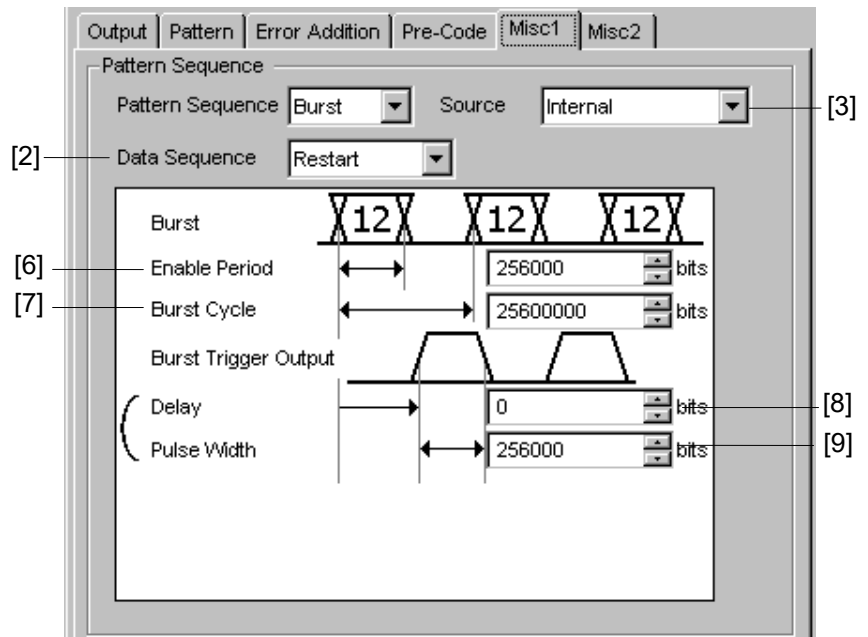 Output Pattern Error Addition Pre-Code Misc1 Misc2
Pattern Sequence
Pattern Sequence Burst Source Internal [3]
[2] Data Sequence Restart
Burst 12 12 12
[6] Enable Period 256000 bits
[7] Burst Cycle 25600000 bits
Burst Trigger Output
Delay 0 bits [8]
Pulse Width 256000 bits [9]